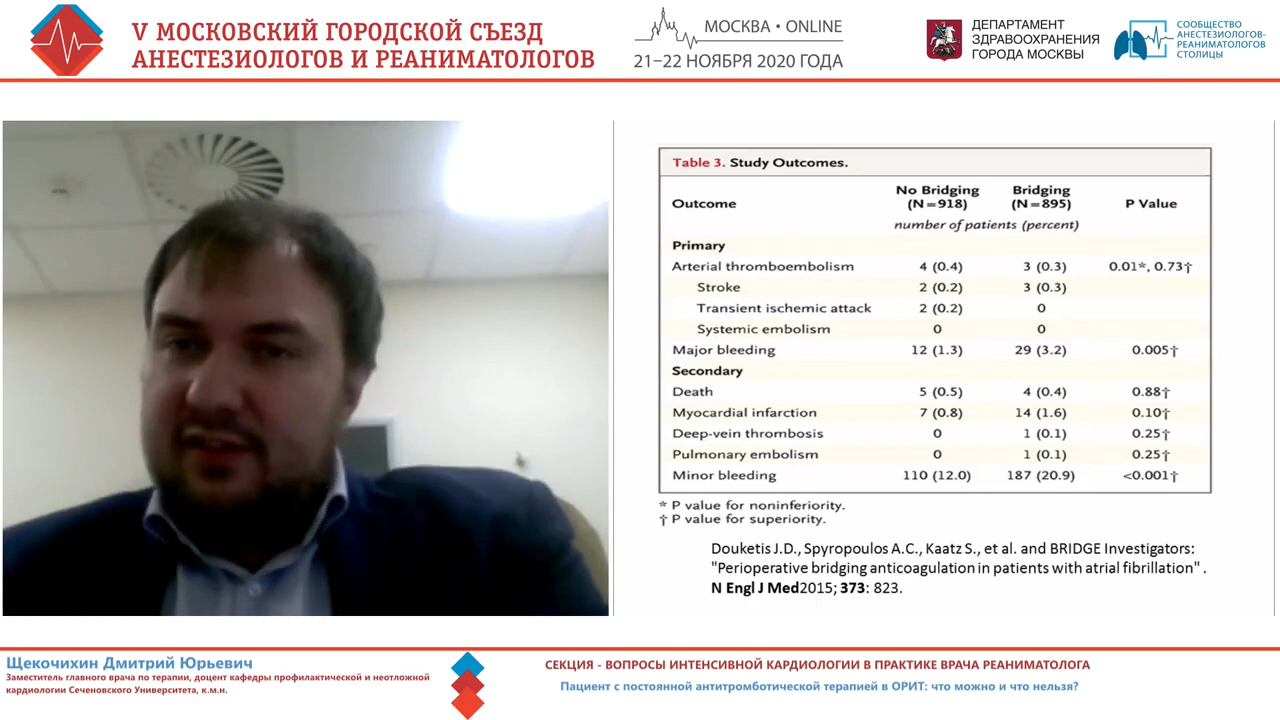 V МОСКОВСКИЙ ГОРОДСКОЙ СЪЕЗД
АНЕСТЕЗИОЛОГОВ И РЕАНИМАТОЛОГОВ
МОСКВА • ONLINE
21–22 НОЯБРЯ 2020 ГОДА
ДЕПАРТАМЕНТ
ЗДРАВООХРАНЕНИЯ
ГОРОДА МОСКВЫ
СООБЩЕСТВО
АНЕСТЕЗИОЛОГОВ-
РЕАНИМАТОЛОГОВ
СТОЛИЦЫ
Table 3. Study Outcomes.
Outcome No Bridging (N=918) Bridging (N=895) P Value
number of patients (percent)
Primary
Arterial thromboembolism 4 (0.4) 3 (0.3) 0.01*, 0.73†
Stroke 2 (0.2) 3 (0.3)
Transient ischemic attack 2 (0.2) 0
Systemic embolism 0 0
Major bleeding 12 (1.3) 29 (3.2) 0.005†
Secondary
Death 5 (0.5) 4 (0.4) 0.88†
Myocardial infarction 7 (0.8) 14 (1.6) 0.10†
Deep-vein thrombosis 0 1 (0.1) 0.25†
Pulmonary embolism 0 1 (0.1) 0.25†
Minor bleeding 110 (12.0) 187 (20.9) <0.001†
* P value for noninferiority.
† P value for superiority.
Douketis J.D., Spyropoulos A.C., Kaatz S., et al. and BRIDGE Investigators:
"Perioperative bridging anticoagulation in patients with atrial fibrillation" .
N Engl J Med2015; 373: 823.
Щекочихин Дмитрий Юрьевич
Заместитель главного врача по терапии, доцент кафедры профилактической и неотложной
кардиологии Сеченовского Университета, к.м.н.
СЕКЦИЯ - ВОПРОСЫ ИНТЕНСИВНОЙ КАРДИОЛОГИИ В ПРАКТИКЕ ВРАЧА РЕАНИМАТОЛОГА
Пациент с постоянной антитромботической терапией в ОРИТ: что можно и что нельзя?